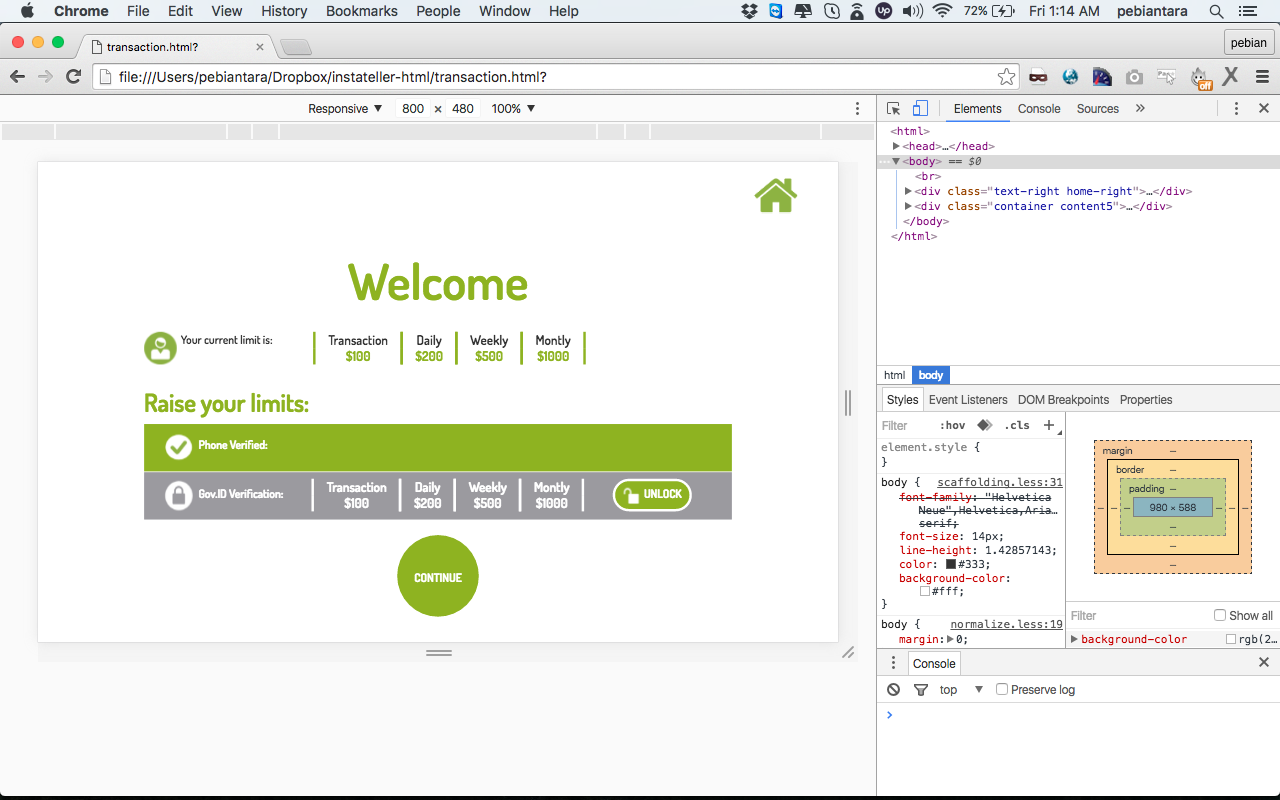 Chrome File Edit View History Bookmarks People Window Help Up 72% Fri 1:14 AM pebiantara
transaction.html? × pebian
file:///Users/pebiantara/Dropbox/instateller-html/transaction.html? off
Responsive ▼ 800 × 480 100% ▼
Welcome
Your current limit is: Transaction Daily Weekly Montly
$100 $200 $500 $1000
Raise your limits:
Phone Verified:
Gov.ID Verification: Transaction Daily Weekly Montly UNLOCK
$100 $200 $500 $1000
CONTINUE
Elements Console Sources »
<html>
▶<head>…</head>
…▼<body> == $0
<br>
▶<div class="text-right home-right">…</div>
▶<div class="container content5">…</div>
</body>
</html>
html body
Styles Event Listeners DOM Breakpoints Properties
Filter :hov .cls +
element.style {
}
body { scaffolding.less:31
font-family: "Helvetica
Neue",Helvetica,Aria…
serif;
font-size: 14px;
line-height: 1.42857143;
color: #333;
background-color:
#fff;
}
body { normalize.less:19
margin:▶0;
margin –
border –
padding –
– – – 980 × 588 – – –
–
–
–
Filter Show all
▶ background-color rgb(2…
Console ×
top ▼ Preserve log
>